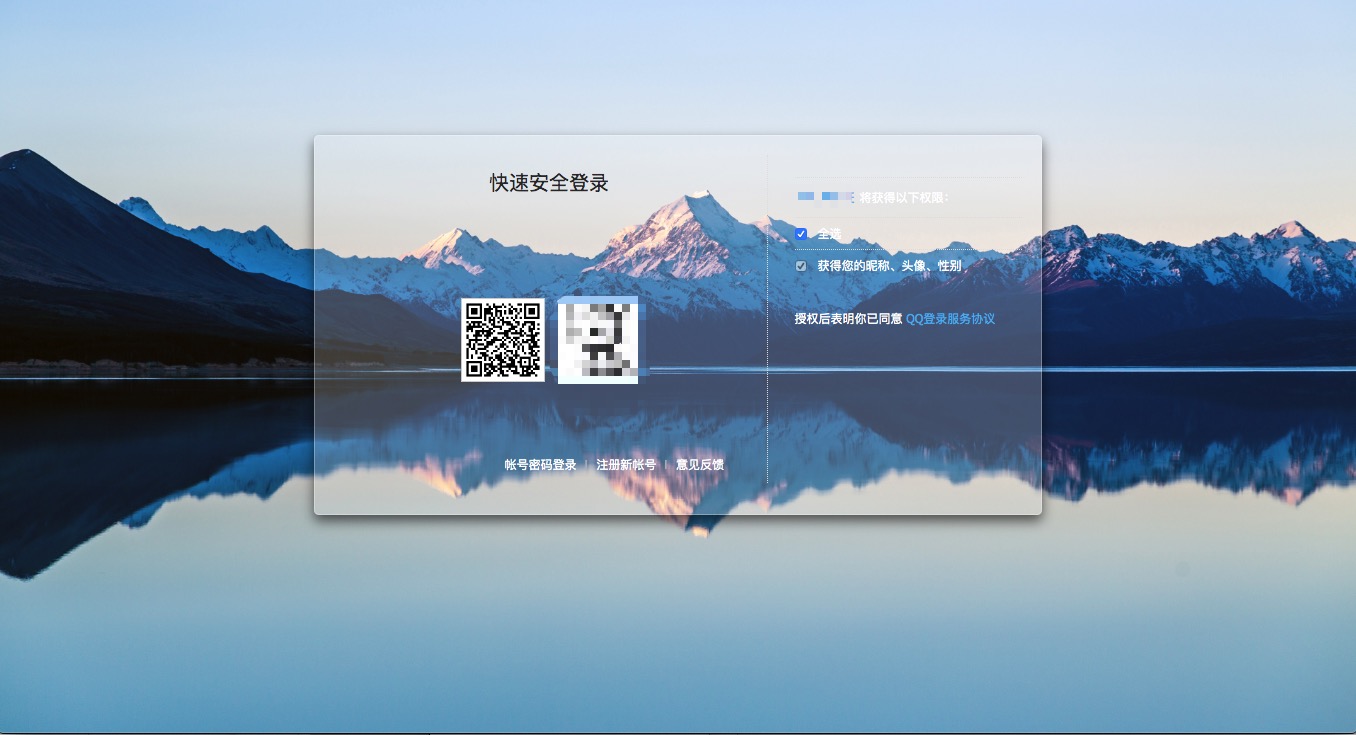 快速安全登录
帐号密码登录 | 注册新帐号 | 意见反馈
将获得以下权限：
全选
获得您的昵称、头像、性别
授权后表明你已同意 QQ登录服务协议